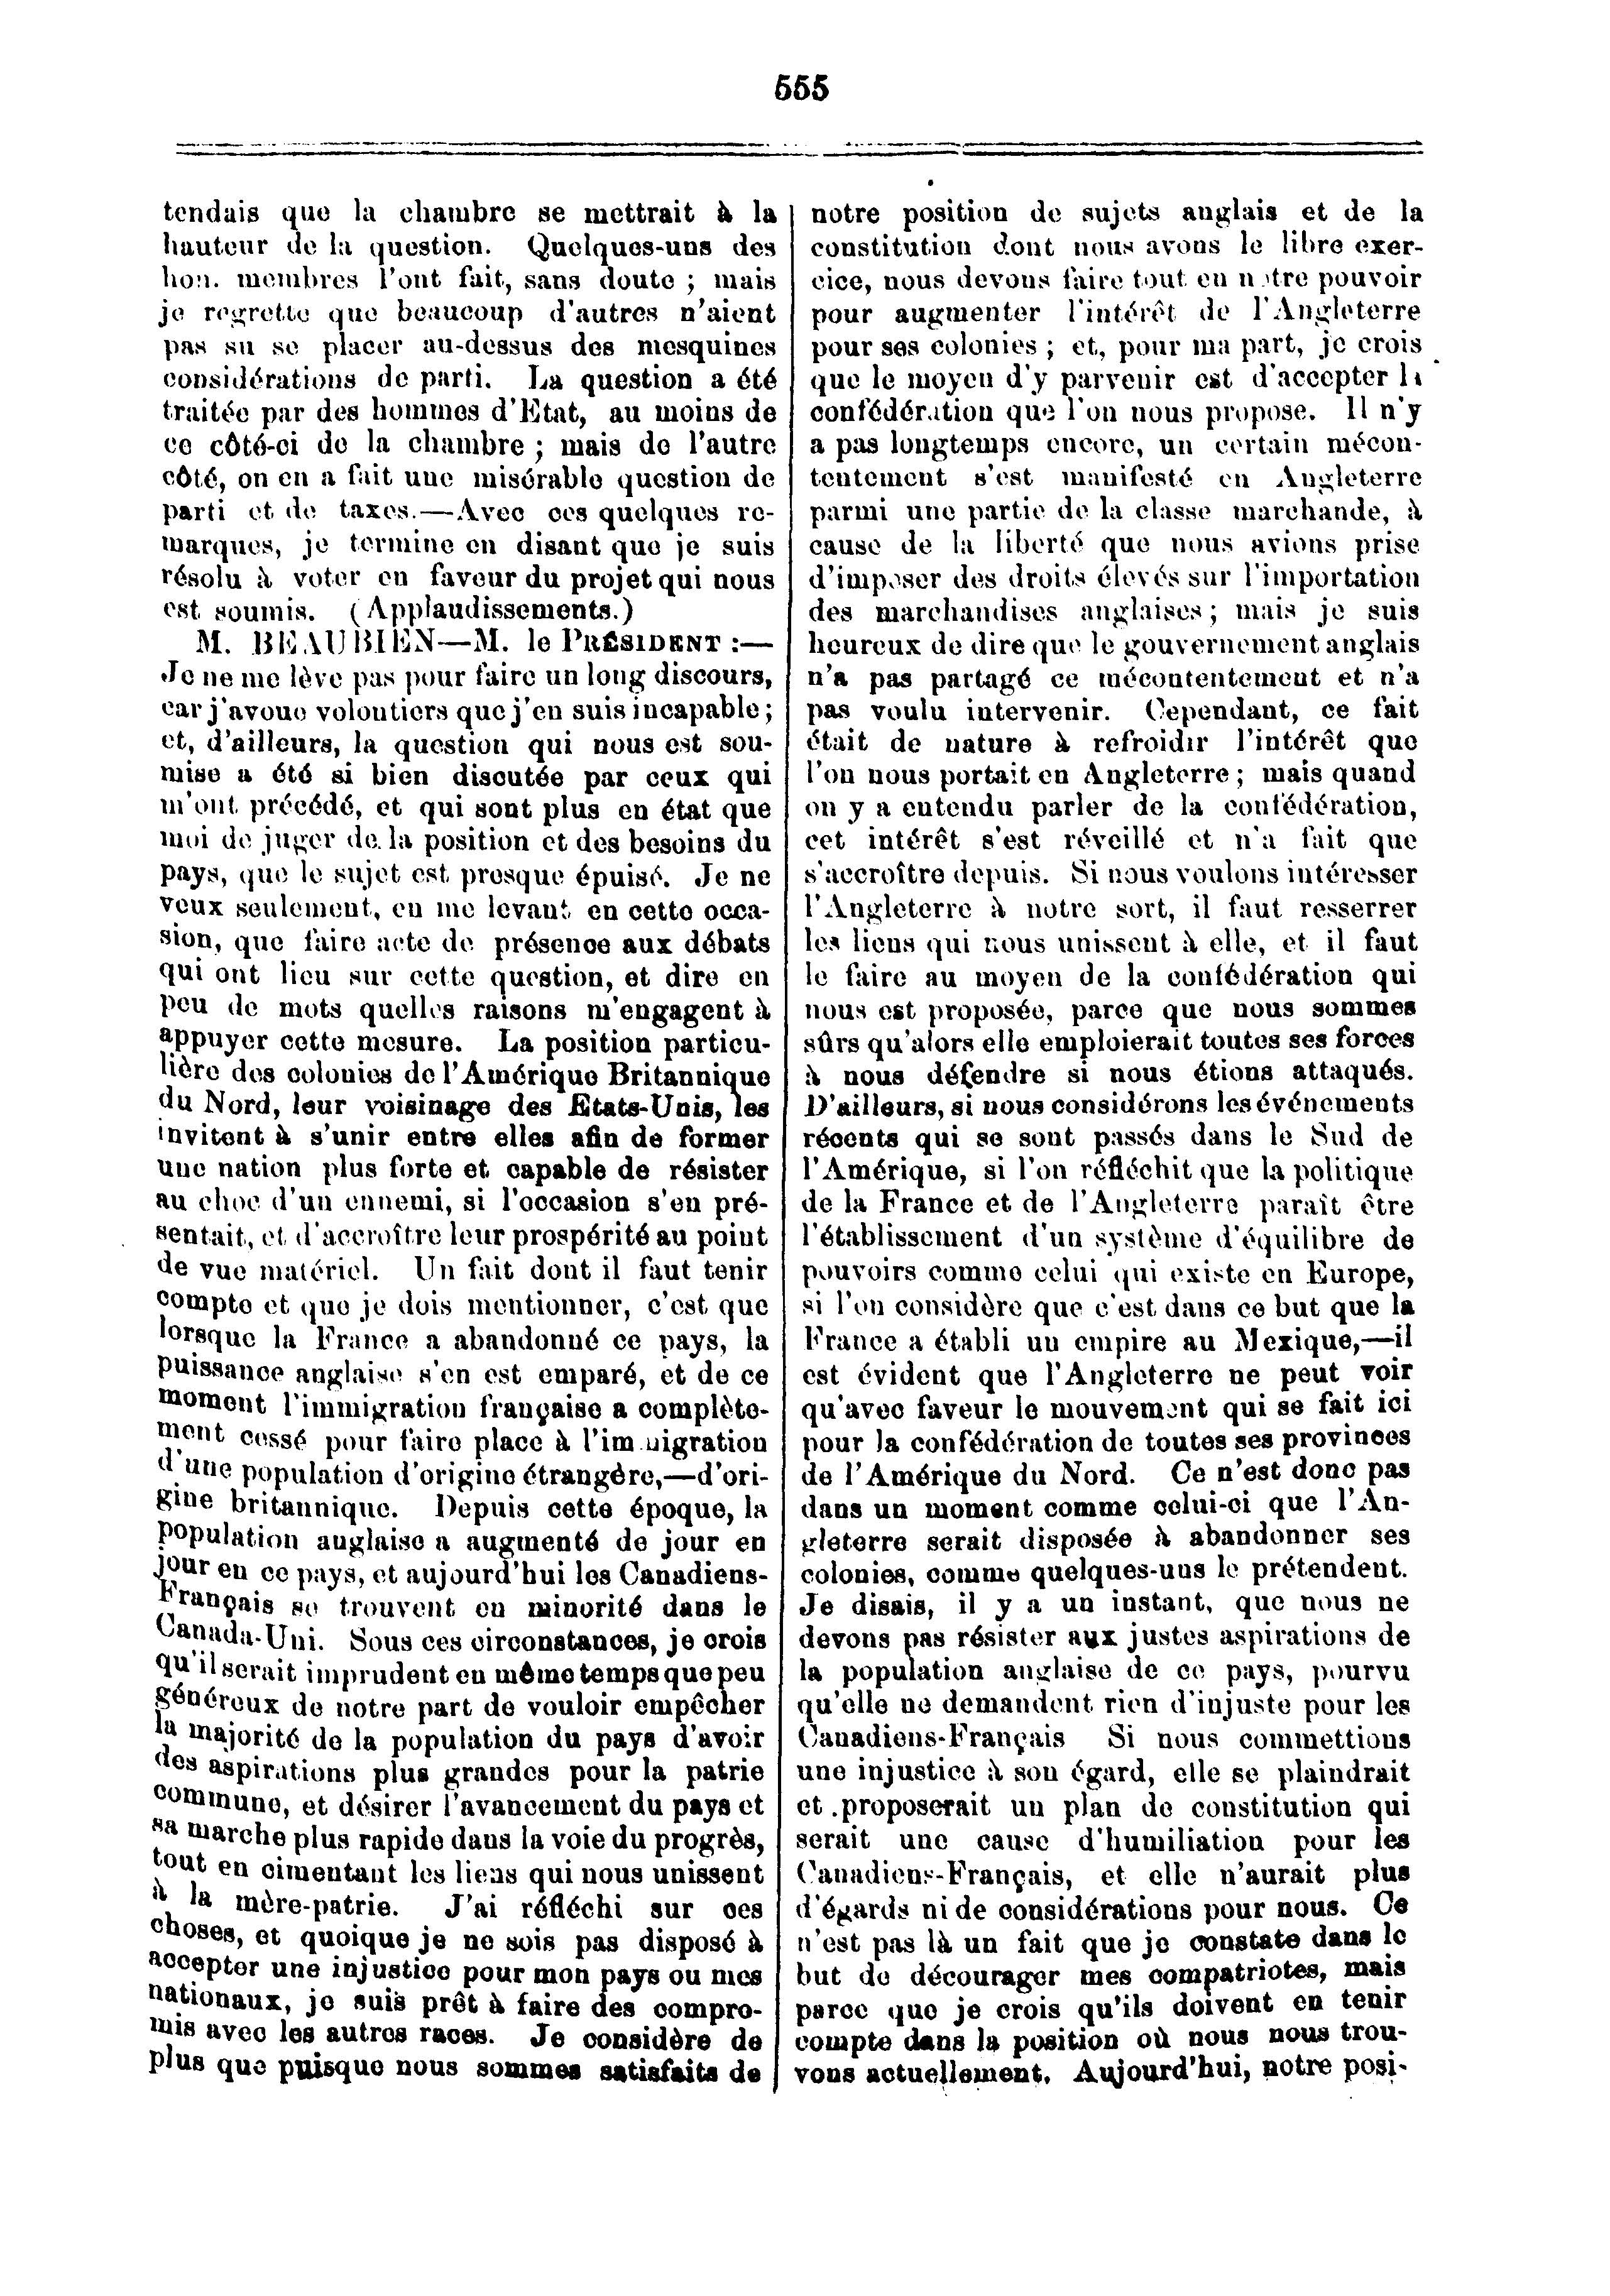 555
tendais que la chambre se mettrait à la
hauteur de la question. Quelques-uns des
hon. membres l'ont fait, sans doute ; mais
je regrette que beaucoup d'autres n'aient
pas su se placer au-dessus des mesquines
considérations de parti. La question a été
traitée par des hommes d'Etat, au moins de
ce côté-ci de la chambre ; mais de l'autre
côté, on en a fait une misérable question de
parti et de taxes.—Avec ces quelques re-
marques, je termine en disant que je suis
résolu à voter en faveur du projet qui nous
est soumis. (Applaudissements.)
M. BEAUBIEN—M. le PRÉSIDENT :—
Je ne me lève pas pour faire un long discours,
car j'avoue volontiers que j'en suis incapable ;
et, d'ailleurs, la question qui nous est sou-
mise a été si bien discutée par ceux qui
m'ont précédé, et qui sont plus en état que
moi de juger de la position et des besoins du
pays, que le sujet est presque épuisé. Je ne
veux seulement, en me levant en cette occa-
sion, que faire acte de présence aux débats
qui ont lieu sur cette question, et dire en
peu de mots quelles raisons m'engagent à
appuyer cette mesure. La position particu-
lière des colonies de l'Amérique Britannique
du Nord, leur voisinage des Etats-Unis, les
invitent à s'unir entre elles afin de former
une nation plus forte et capable de résister
au choc d'un ennemi, si l'occasion s'en pré-
sentait, et d'accroître leur prospérité au point
de vue matériel. Un fait dont il faut tenir
compte et que je dois mentionner, c'est que
lorsque la France a abandonné ce pays, la
puissance anglaise s'en est emparé, et de ce
moment l'immigration française a complète-
ment cessé pour faire place à l'immigration
d'une population d'origine étrangère,—d'ori-
gine britannique. Depuis cette époque, la
population anglaise a augmenté de jour en
jour en ce pays, et aujourd'hui les Canadiens-
Français se trouvent en minorité dans le
Canada-Uni. Sous ces circonstances, je crois
qu'il serait imprudent en même temps que peu
généreux de notre part de vouloir empêcher
la majorité de la population du pays d'avoir
des aspirations plus grandes pour la patrie
commune, et désirer l'avancement du pays et
sa marche plus rapide dans la voie du progrès,
tout en cimentant les liens qui nous unissent
à la mère-patrie. J'ai réfléchi sur ces
choses, et quoique je ne sois pas disposé à
accepter une injustice pour mon pays ou mes
nationaux, je suis prêt à faire des compro-
mis avec les autres races. Je considère de
plus que puisque nous sommes satisfaits de
notre position de sujets anglais et de la
constitution dont nous avons le libre exer-
cice, nous devons faire tout en notre pouvoir
pour augmenter l'intérêt de l'Angleterre
pour ses colonies ; et, pour ma part, je crois
que le moyen d'y parvenir est d'accepter la
confédération que l'on nous propose. Il n'y
a pas longtemps encore, un certain mécon-
tentement s'est manifesté en Angleterre
parmi une partie de la classe marchande, à
cause de la liberté que nous avions prise
d'imposer des droits élevés sur l'importation
des marchandises anglaises ; mais je suis
heureux de dire que le gouvernement anglais
n'a pas partagé ce mécontentement et n'a
pas voulu intervenir. Cependant, ce fait
était de nature à refroidir l'intérêt que
l'on nous portait en Angleterre ; mais quand
on y a entendu parler de la confédération,
cet intérêt s'est réveillé et n'a fait que
s'accroître depuis. Si nous voulons intéresser
l'Angleterre à notre sort, il faut resserrer
les liens qui nous unissent à elle, et il faut
le faire au moyen de la confédération qui
nous est proposée, parce que nous sommes
sûrs qu'alors elle emploierait toutes ses forces
à nous défendre si nous étions attaqués.
D'ailleurs, si nous considérons les événements
récents qui se sont passés dans le Sud de
l'Amérique, si l'on réfléchit que la politique
de la France et de l'Angleterre parait être
l'établissement d'un système d'équilibre de
pouvoirs comme celui qui existe en Europe,
si l'on considère que c'est dans ce but que la
France a établi un empire au Mexique,—il
est évident que l'Angleterre ne peut voir
qu'avec faveur le mouvement qui se fait ici
pour la confédération de toutes ses provinces
de l'Amérique du Nord. Ce n'est donc pas
dans un moment comme celui-ci que l'An-
gleterre serait disposée à abandonner ses
colonies, comme quelques-uns le prétendent.
Je disais, il y a un instant, que nous ne
devons pas résister aux justes aspirations de
la population anglaise de ce pays, pourvu
qu'elle ne demandent rien d'injuste pour les
Canadiens-Français Si nous commettions
une injustice à son égard, elle se plaindrait
et proposerait un plan de constitution qui
serait une cause d'humiliation pour les
Canadiens-Français, et elle n'aurait plus
d'égards ni de considérations pour nous. Ce
n'est pas là un fait que je constate dans le
but de décourager mes compatriotes, mais
parce que je crois qu'ils doivent en tenir
compte dans la position où nous nous trou-
vons actuellement. Aujourd'hui, notre posi-